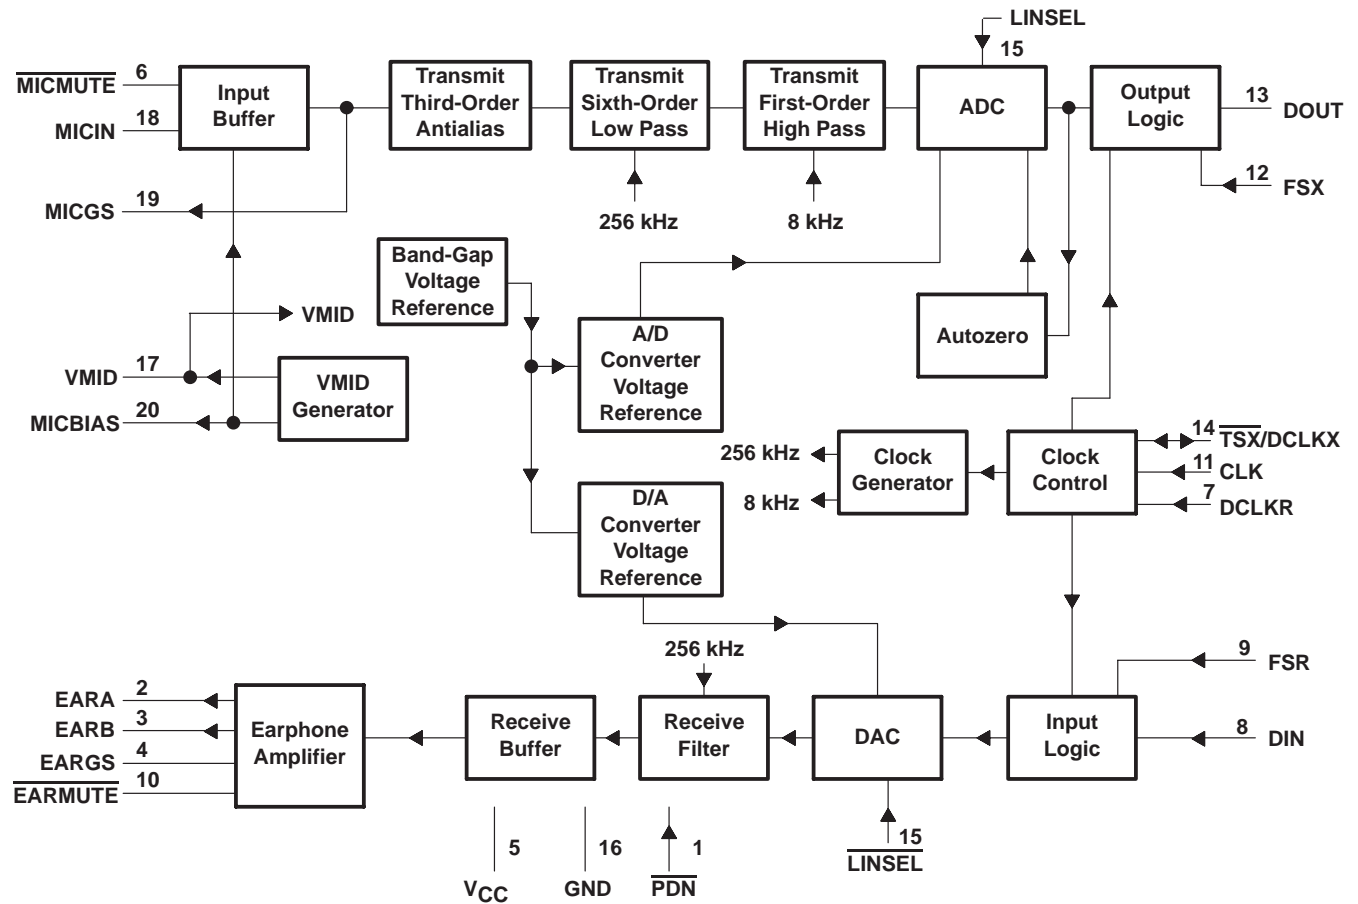 LINSEL
15
MICMUTE
6
MICIN
18
MICGS
19
Input
Buffer
Transmit
Third-Order
Antialias
Transmit
Sixth-Order
Low Pass
Transmit
First-Order
High Pass
ADC
Output
Logic
13
DOUT
12
FSX
256 kHz
8 kHz
Band-Gap
Voltage
Reference
VMID
VMID
17
MICBIAS
20
VMID
Generator
A/D
Converter
Voltage
Reference
Autozero
256 kHz
8 kHz
Clock
Generator
Clock
Control
14
TSX/DCLKX
11
CLK
7
DCLKR
D/A
Converter
Voltage
Reference
256 kHz
9
FSR
EARA
2
EARB
3
EARGS
4
EARMUTE
10
Earphone
Amplifier
Receive
Buffer
Receive
Filter
DAC
Input
Logic
8
DIN
5
VCC
16
GND
1
PDN
15
LINSEL